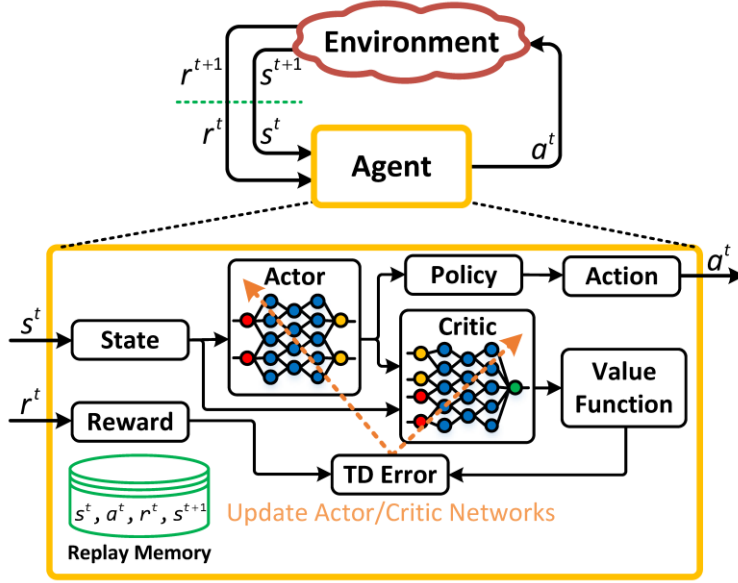 Environment
r^{t+1}
s^{t+1}
r^t
s^t
a^t
Agent
Actor
Policy
Action
a^t
s^t
State
Critic
Value
Function
r^t
Reward
TD Error
s^t, a^t, r^t, s^{t+1}
Update Actor/Critic Networks
Replay Memory